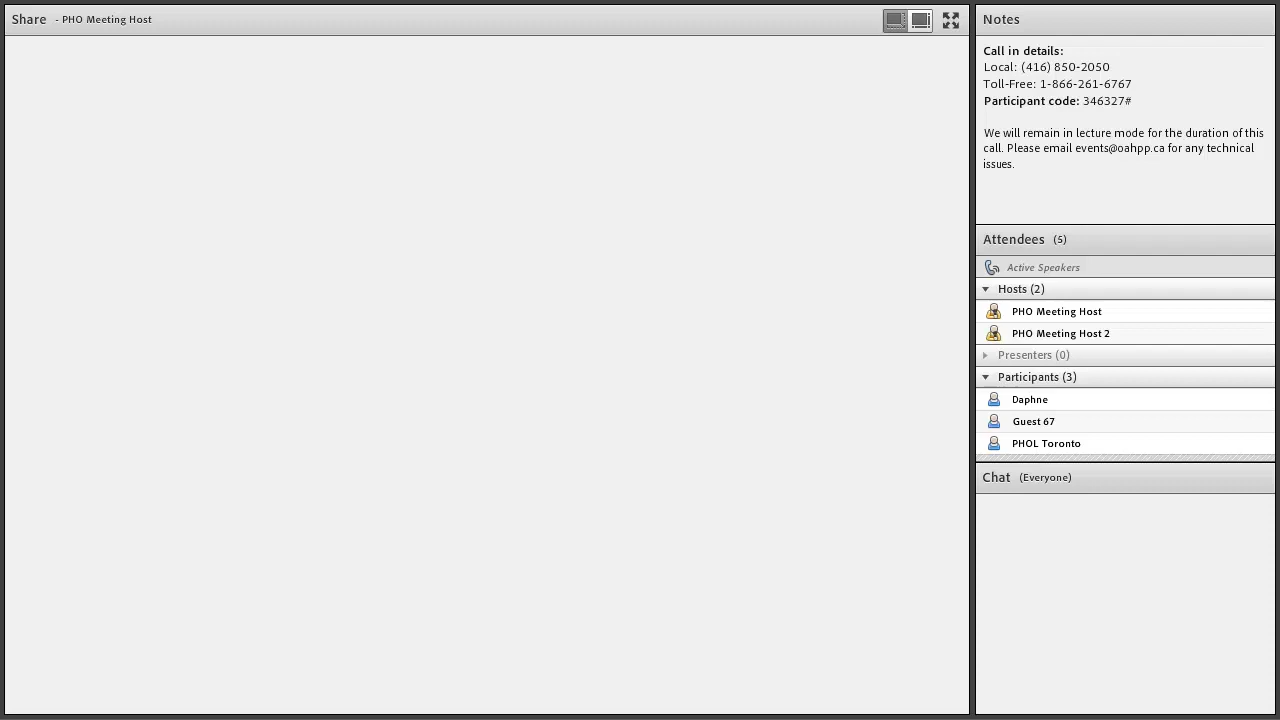 Share - PHO Meeting Host
Notes
Call in details:
Local: (416) 850-2050
Toll-Free: 1-866-261-6767
Participant code: 346327#
We will remain in lecture mode for the duration of this
call. Please email events@oahpp.ca for any technical
issues.
Attendees (5)
Active Speakers
Hosts (2)
PHO Meeting Host
PHO Meeting Host 2
Presenters (0)
Participants (3)
Daphne
Guest 67
PHOL Toronto
Chat (Everyone)